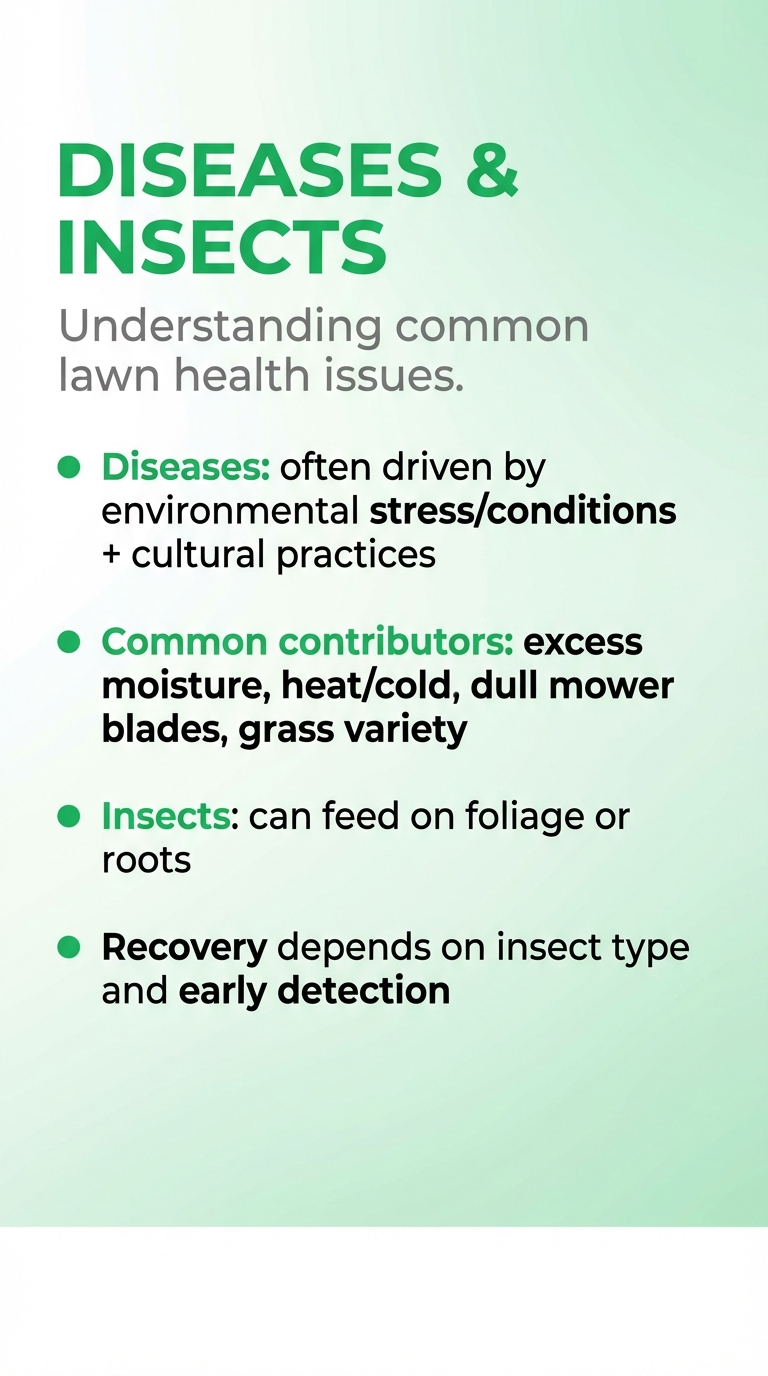 DISEASES &
INSECTS
Understanding common
lawn health issues.
● Diseases: often driven by
environmental stress/conditions
+ cultural practices
● Common contributors: excess
moisture, heat/cold, dull mower
blades, grass variety
● Insects: can feed on foliage or
roots
● Recovery depends on insect type
and early detection